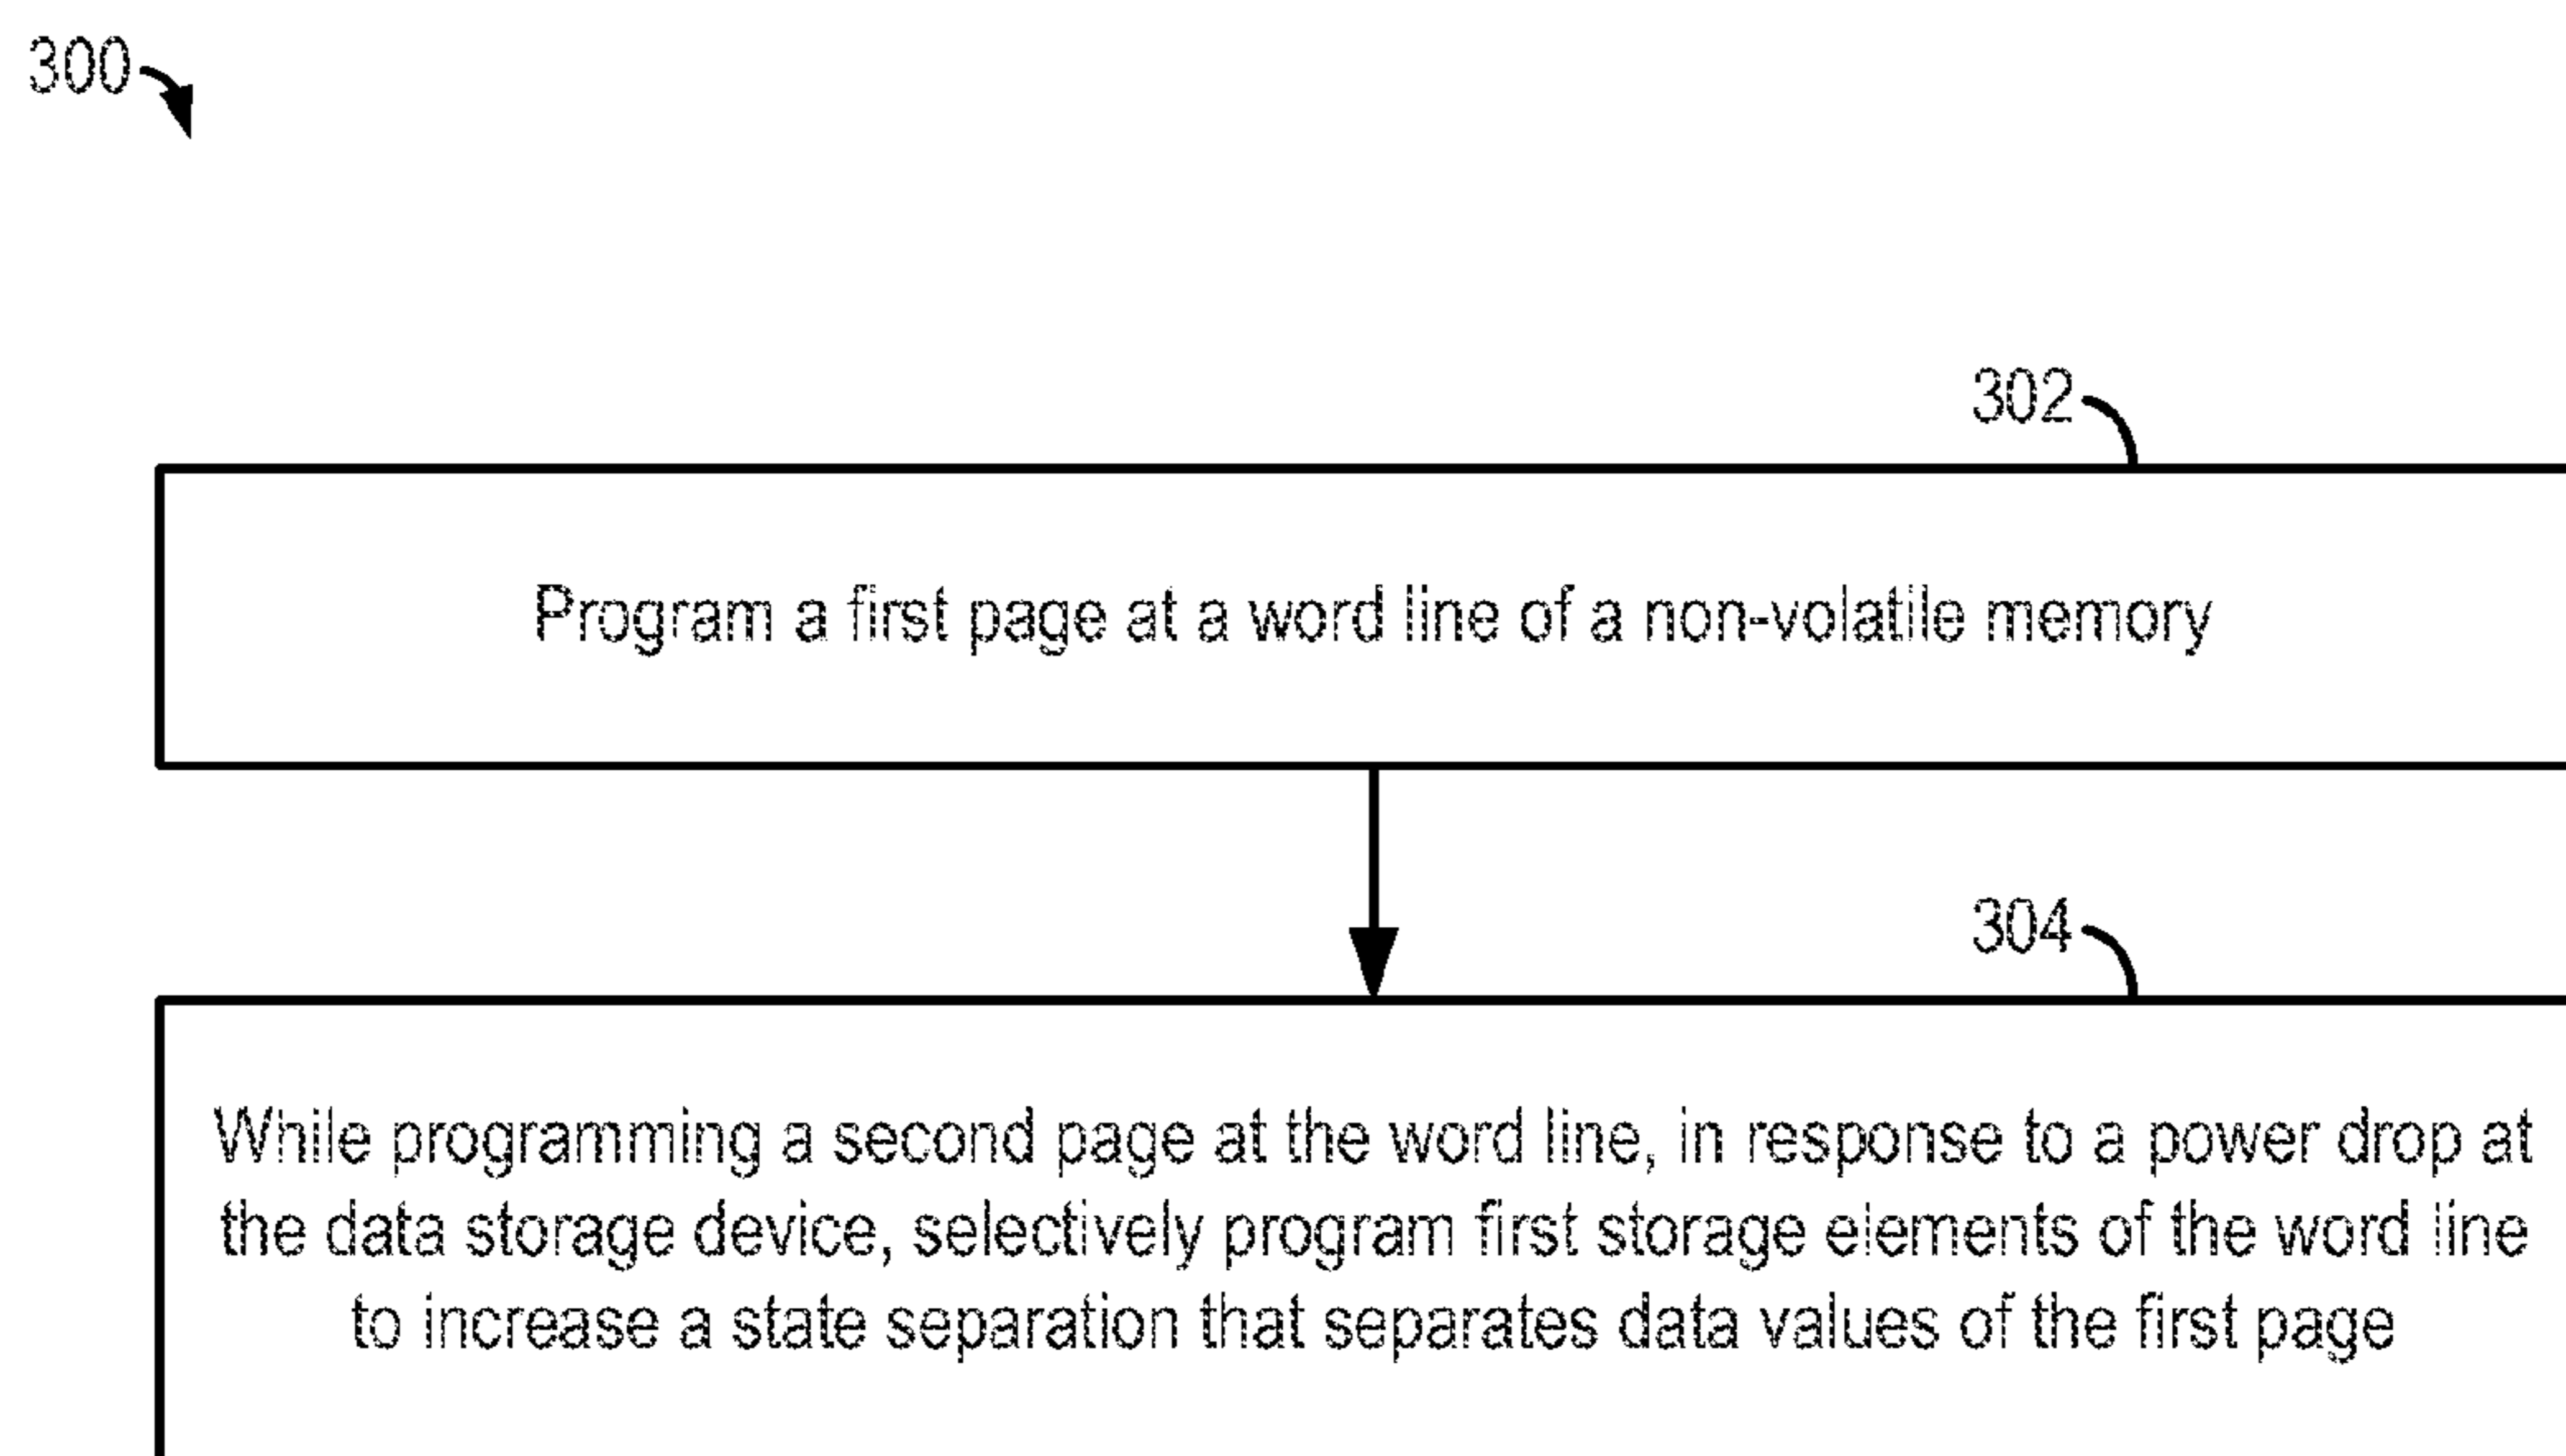 300
302
Program a first page at a word line of a non-volatile memory
304
While programming a second page at the word line, in response to a power drop at
the data storage device, selectively program first storage elements of the word line
to increase a state separation that separates data values of the first page